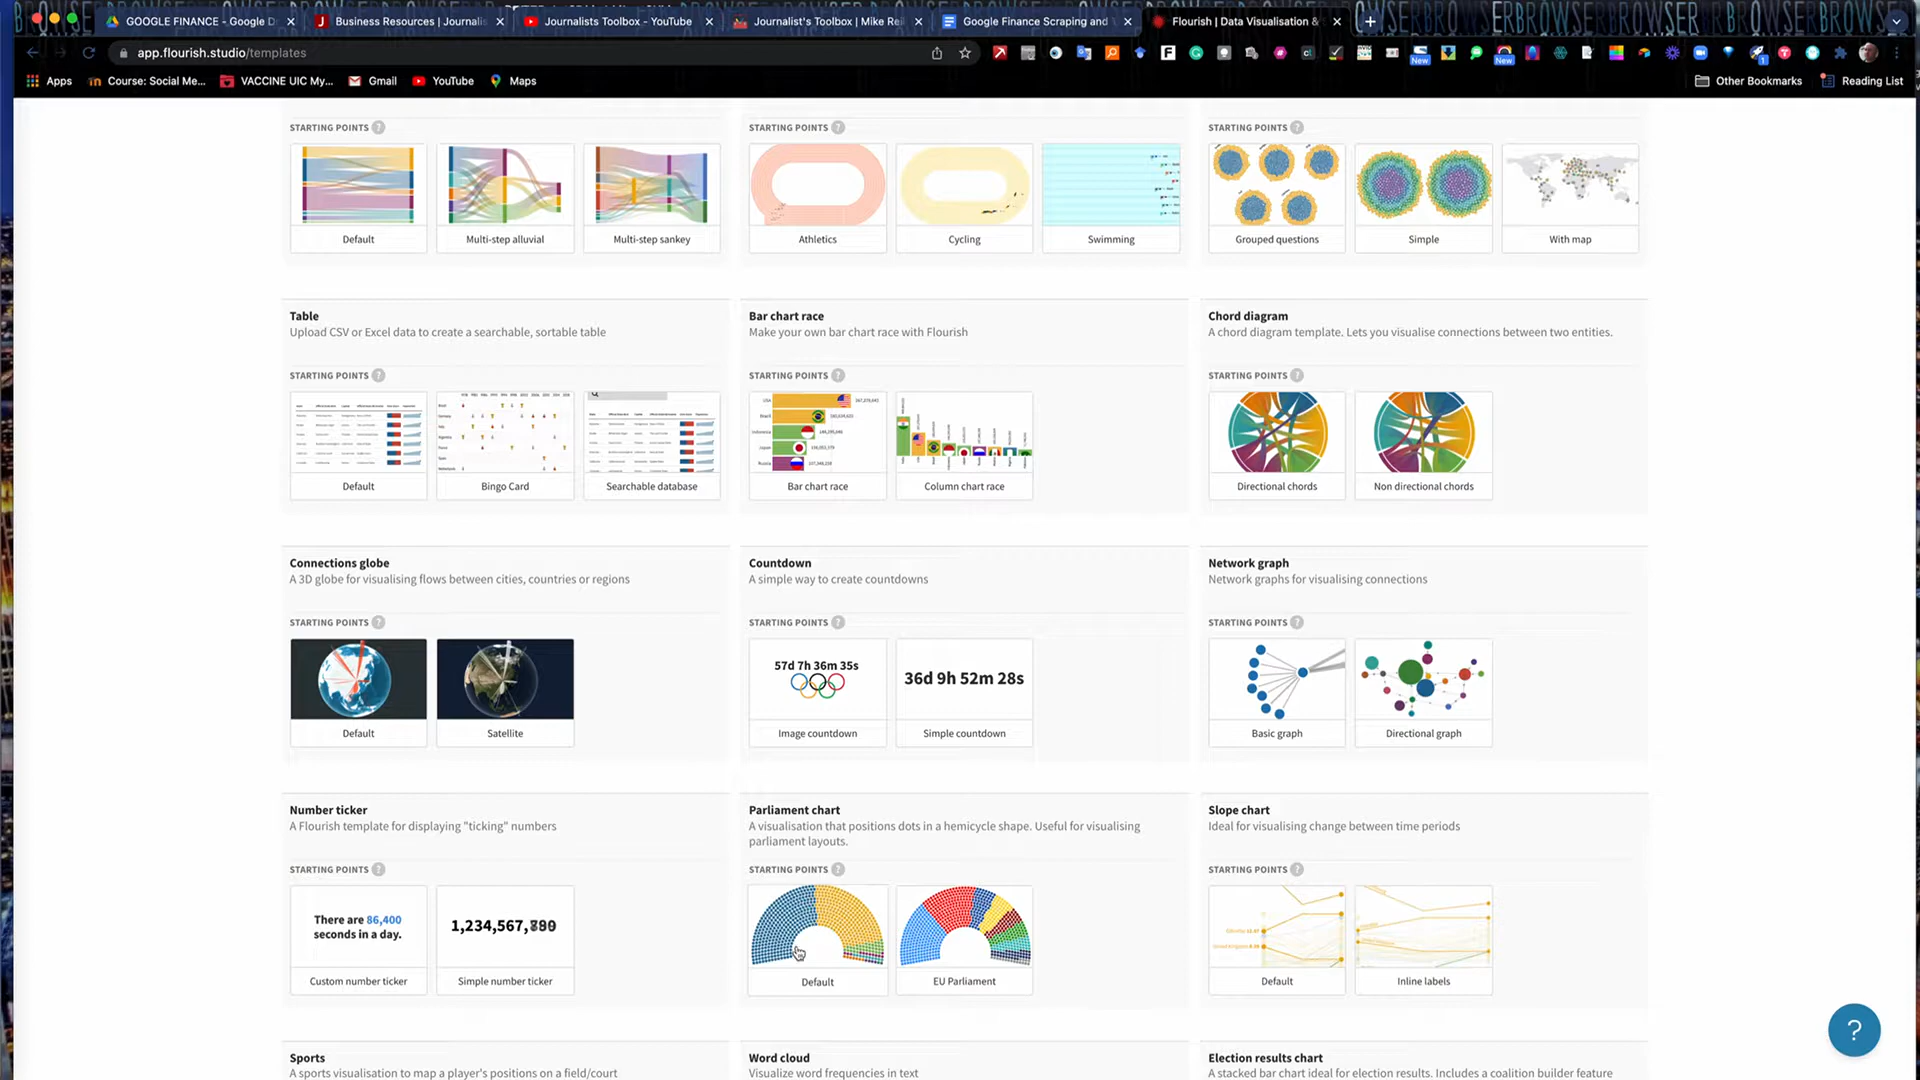 GOOGLE FINANCE - Google D
Business Resources | Journalis
Journalists Toolbox - YouTube
Journalist's Toolbox | Mike Rei
Google Finance Scraping and
Flourish | Data Visualisation &
app.flourish.studio/templates
Apps
Course: Social Me...
VACCINE UIC My...
Gmail
YouTube
Maps
Other Bookmarks
Reading List
STARTING POINTS ?
STARTING POINTS ?
STARTING POINTS ?
Default
Multi-step alluvial
Multi-step sankey
Athletics
Cycling
Swimming
Grouped questions
Simple
With map
Table
Upload CSV or Excel data to create a searchable, sortable table
Bar chart race
Make your own bar chart race with Flourish
Chord diagram
A chord diagram template. Lets you visualise connections between two entities.
STARTING POINTS ?
STARTING POINTS ?
STARTING POINTS ?
USA
Brazil
Indonesia
Japan
Russia
Default
Bingo Card
Searchable database
Bar chart race
Column chart race
Directional chords
Non directional chords
Connections globe
A 3D globe for visualising flows between cities, countries or regions
Countdown
A simple way to create countdowns
Network graph
Network graphs for visualising connections
STARTING POINTS ?
STARTING POINTS ?
STARTING POINTS ?
57d 7h 36m 35s
36d 9h 52m 28s
Default
Satellite
Image countdown
Simple countdown
Basic graph
Directional graph
Number ticker
A Flourish template for displaying "ticking" numbers
Parliament chart
A visualisation that positions dots in a hemicycle shape. Useful for visualising
parliament layouts.
Slope chart
Ideal for visualising change between time periods
STARTING POINTS ?
STARTING POINTS ?
STARTING POINTS ?
There are 86,400
seconds in a day.
1,234,567,
Custom number ticker
Simple number ticker
Default
EU Parliament
Default
Inline labels
Sports
A sports visualisation to map a player's positions on a field/court
Word cloud
Visualize word frequencies in text
Election results chart
A stacked bar chart ideal for election results. Includes a coalition builder feature
?